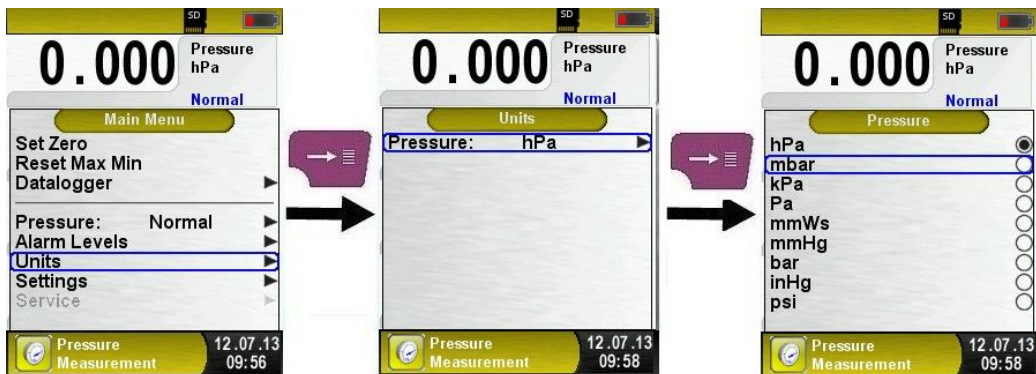 SD
0.000
Pressure
hPa
Normal
Main Menu
Set Zero
Reset Max Min
Datalogger
Pressure: Normal
Alarm Levels
Units
Settings
Service
Pressure
Measurement
12.07.13
09:56
SD
0.000
Pressure
hPa
Normal
Units
Pressure: hPa
Pressure
Measurement
12.07.13
09:58
SD
0.000
Pressure
hPa
Normal
Pressure
hPa
mbar
kPa
Pa
mmWs
mmHg
bar
inHg
psi
Pressure
Measurement
12.07.13
09:58